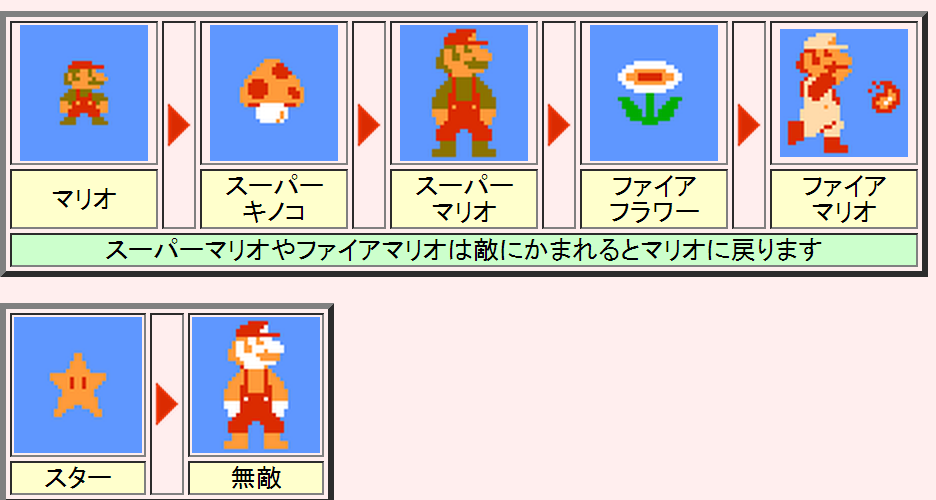 マリオ
スーパー
キノコ
スーパー
マリオ
ファイア
フラワー
ファイア
マリオ
スーパーマリオやファイアマリオは敵にかまれるとマリオに戻ります
スター
無敵